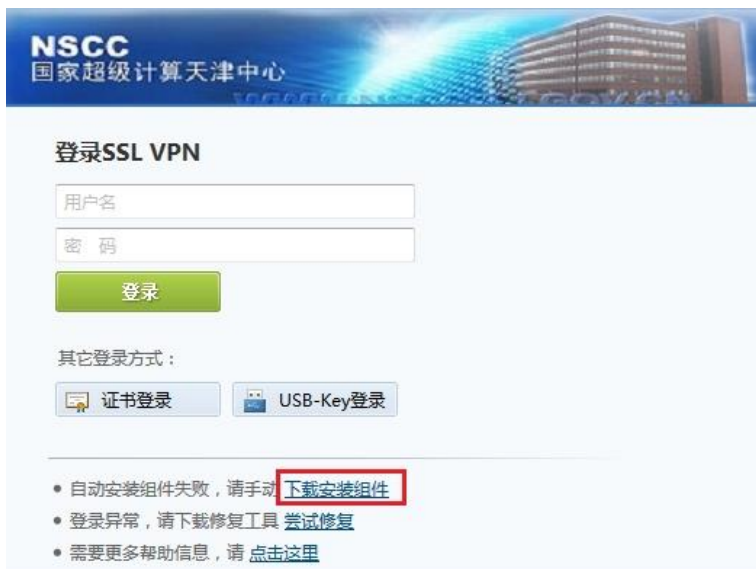 NSCC
国家超级计算天津中心
登录SSL VPN
用户名
密 码
登录
其它登录方式：
证书登录
USB-Key登录
自动安装组件失败，请手动 下载安装组件
登录异常，请下载修复工具 尝试修复
需要更多帮助信息，请 点击这里